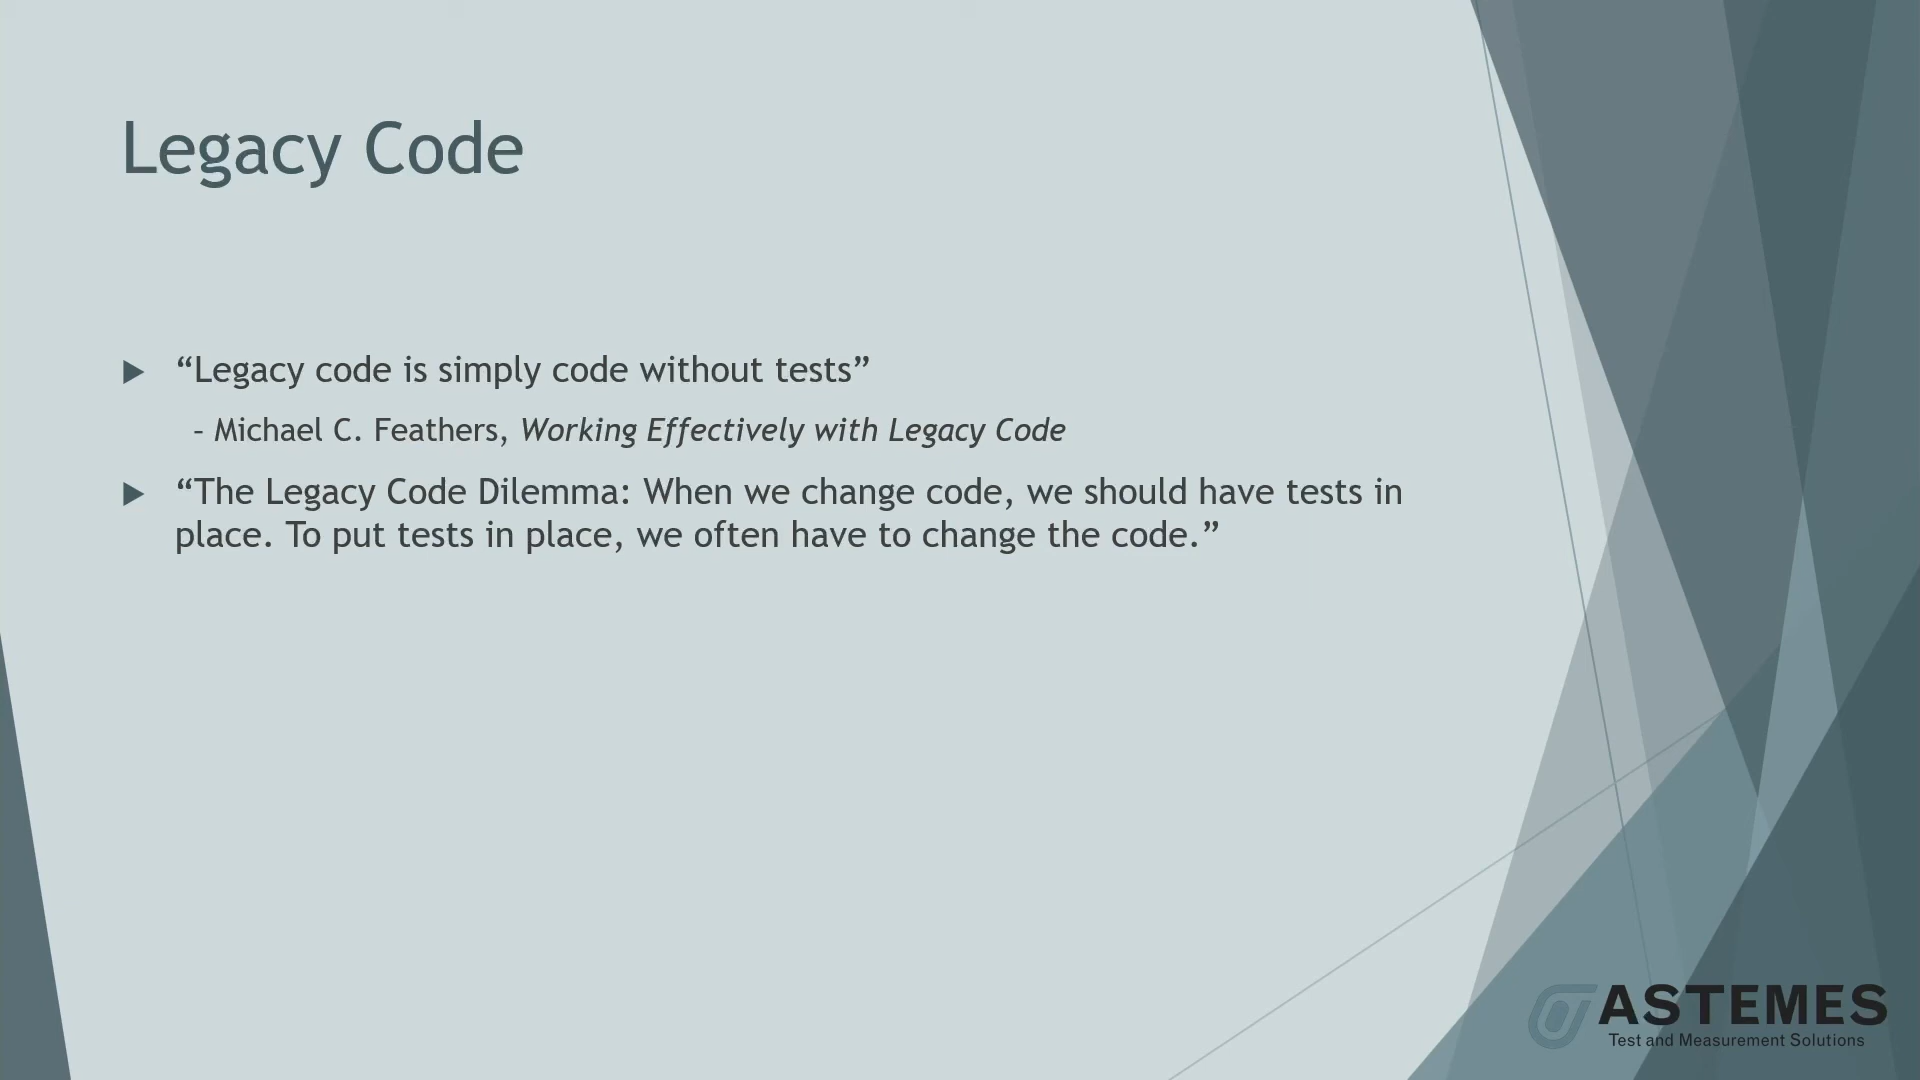 Legacy Code
“Legacy code is simply code without tests”
– Michael C. Feathers, Working Effectively with Legacy Code
“The Legacy Code Dilemma: When we change code, we should have tests in
place. To put tests in place, we often have to change the code.”
ASTEMES
Test and Measurement Solutions